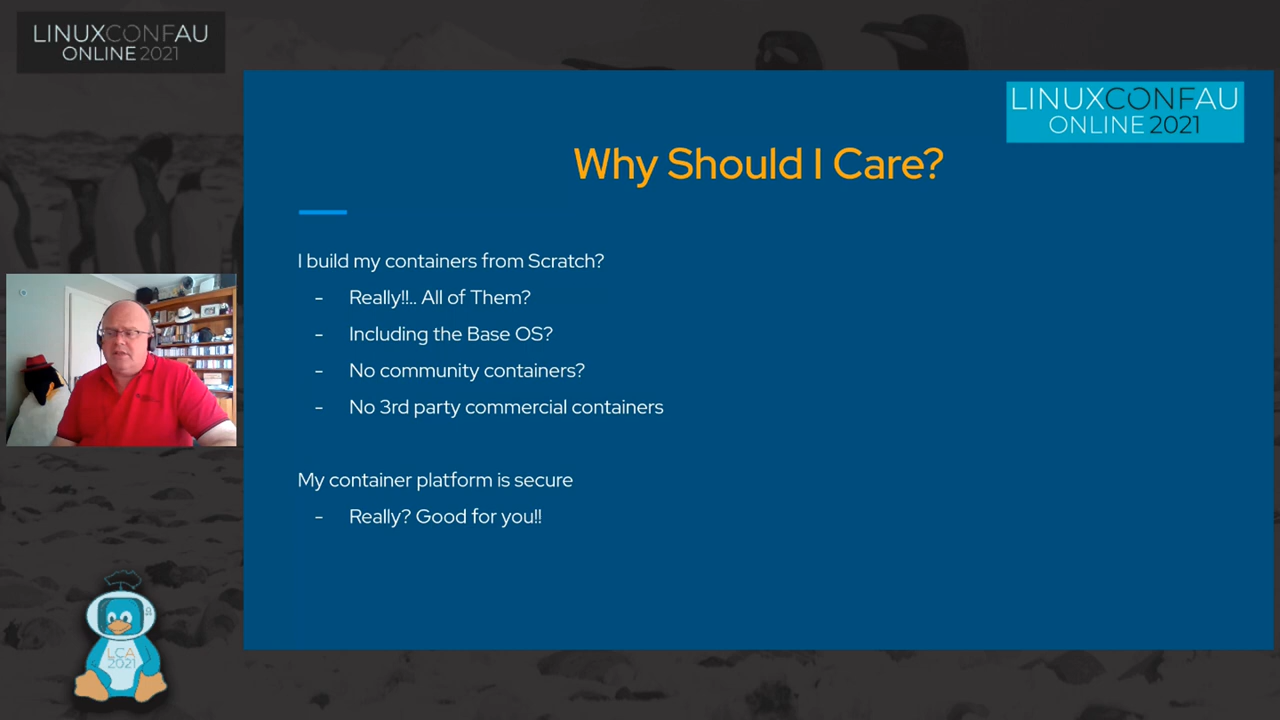 LINUXCONFAU
ONLINE 2021
LINUXCONFAU
ONLINE 2021
Why Should I Care?
I build my containers from Scratch?
- Really!!.. All of Them?
- Including the Base OS?
- No community containers?
- No 3rd party commercial containers
My container platform is secure
- Really? Good for you!!
LCA
2021